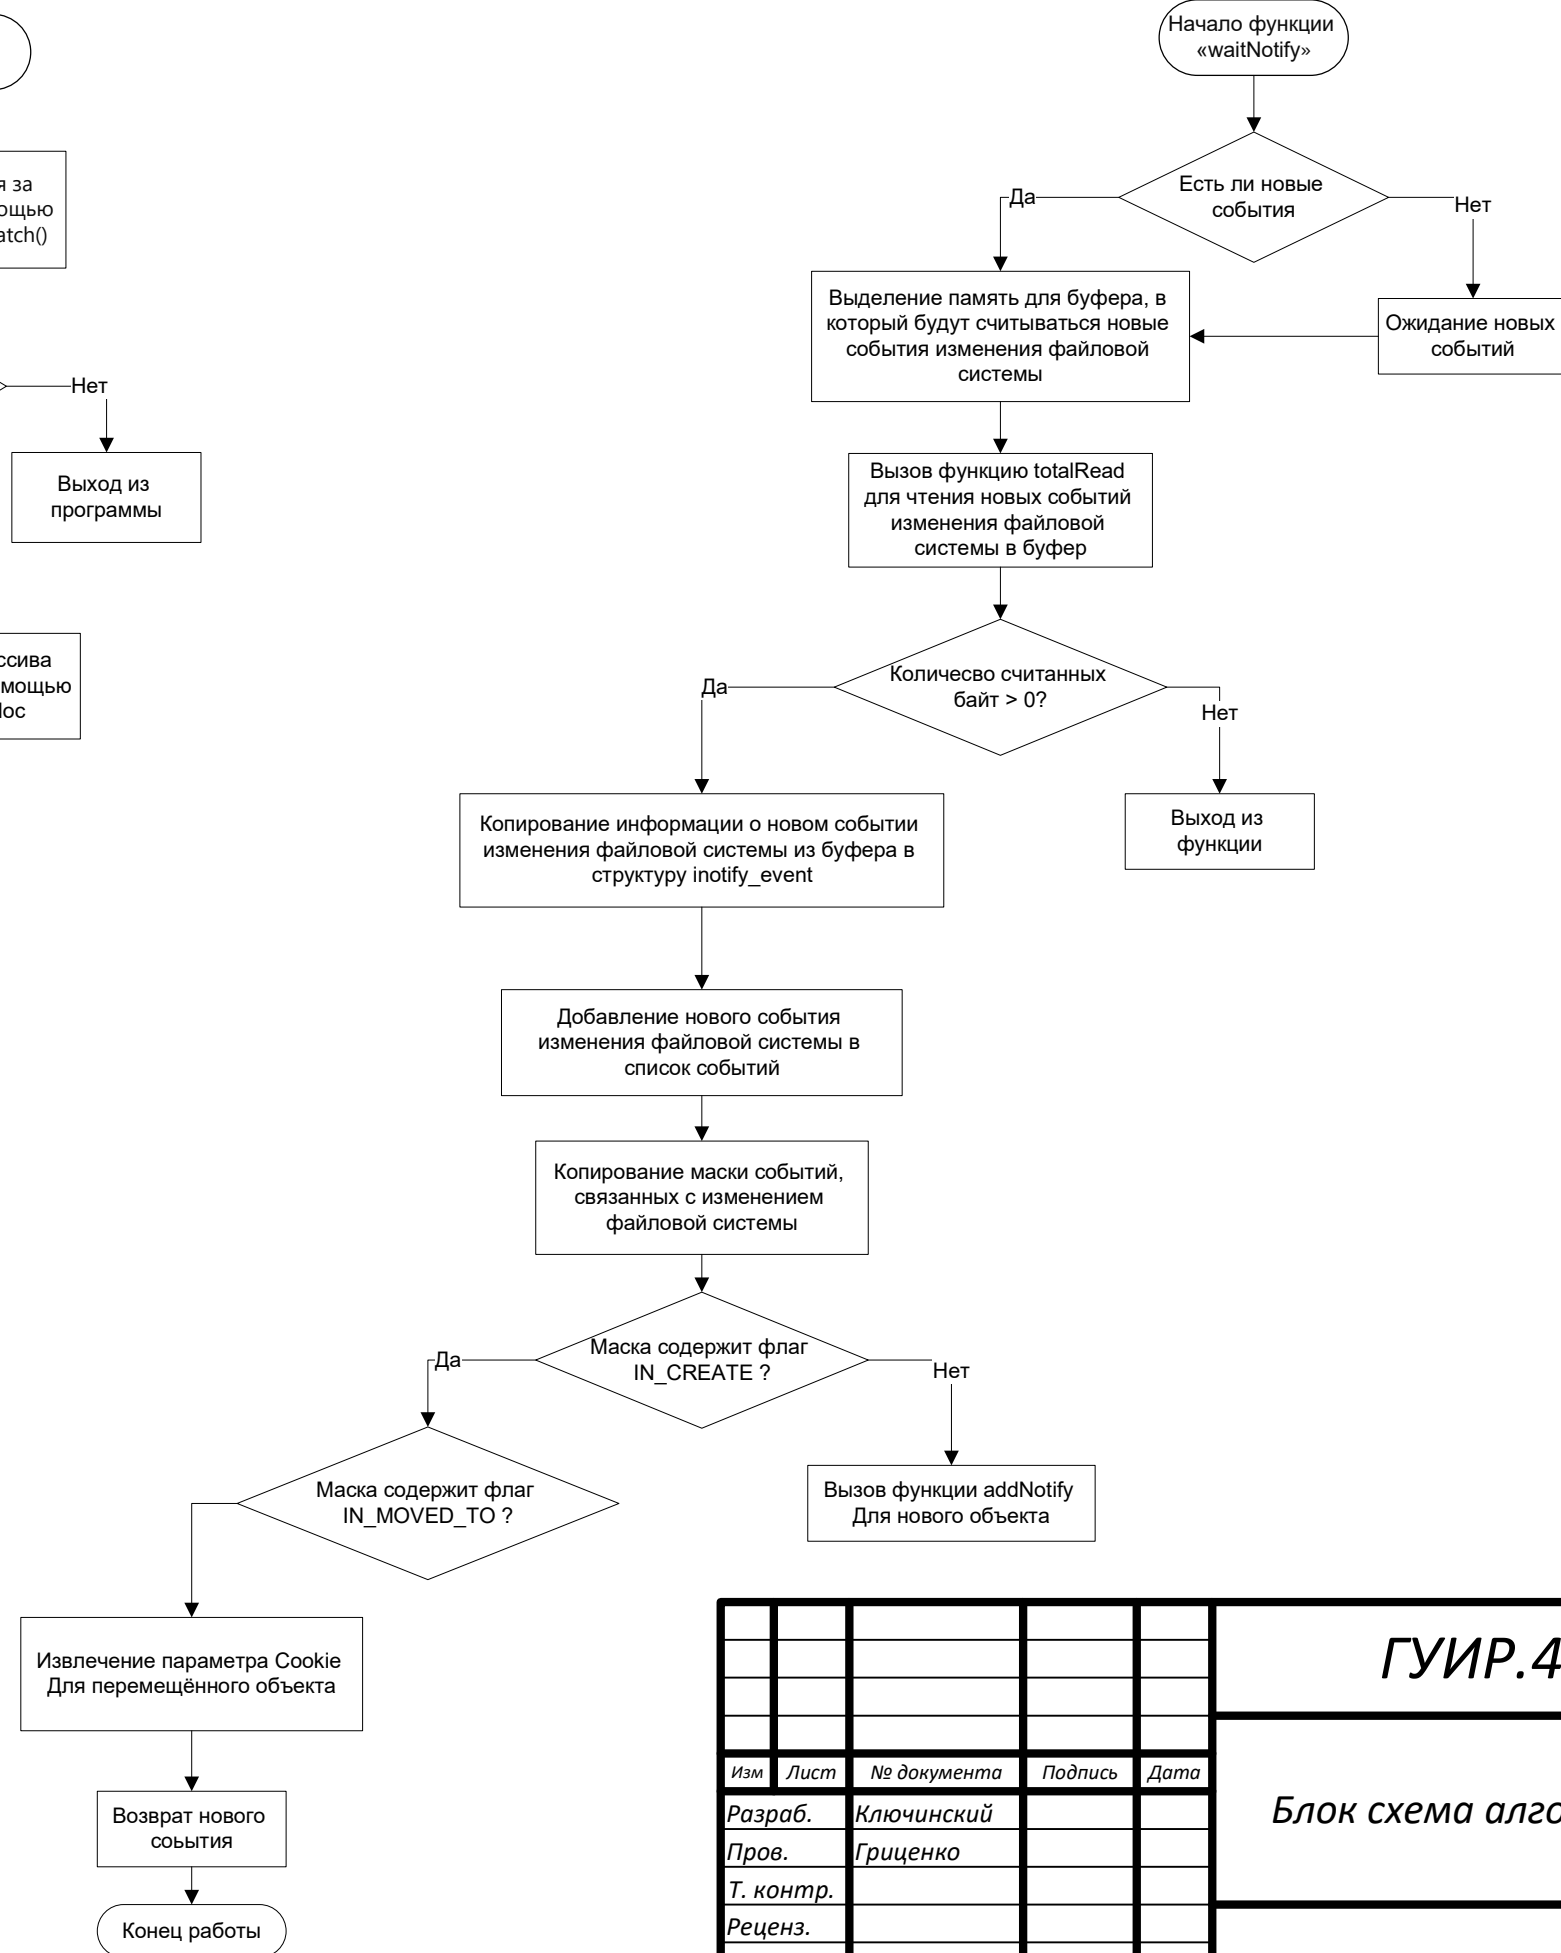 Начало функции
«waitNotify»
Есть ли новые
события
Да
Нет
Выделение память для буфера, в
который будут считываться новые
события изменения файловой
системы
Ожидание новых
событий
Вызов функцию totalRead
для чтения новых событий
изменения файловой
системы в буфер
Количесво считанных
байт > 0?
Да
Нет
Копирование информации о новом событии
изменения файловой системы из буфера в
структуру inotify_event
Выход из
функции
Добавление нового события
изменения файловой системы в
список событий
Копирование маски событий,
связанных с изменением
файловой системы
Маска содержит флаг
IN_CREATE ?
Да
Нет
Маска содержит флаг
IN_MOVED_TO ?
Вызов функции addNotify
Для нового объекта
Извлечение параметра Cookie
Для перемещённого объекта
Возврат нового
соьытия
Конец работы
я за
ощью
atch()
Нет
Выход из
программы
ссива
мощью
loc
ГУИР.4
Изм Лист № документа Подпись Дата
Разраб. Ключинский
Пров. Гриценко
Т. контр.
Реценз.
Блок схема алго